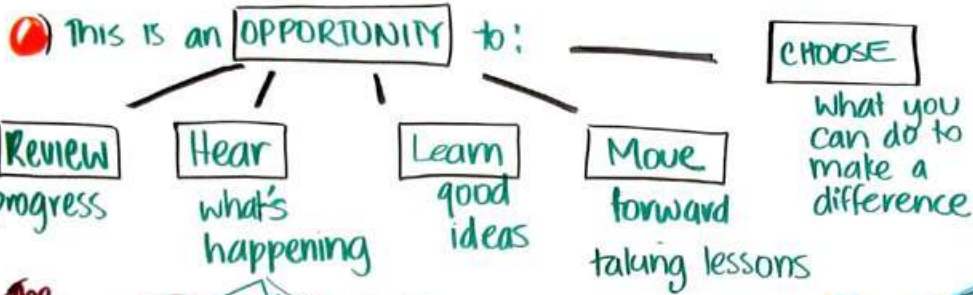 This is an OPPORTUNITY to:
CHOOSE
what you
can do to
make a
difference
Review
progress
Hear
what's
happening
Learn
good
ideas
Move
forward
taking lessons